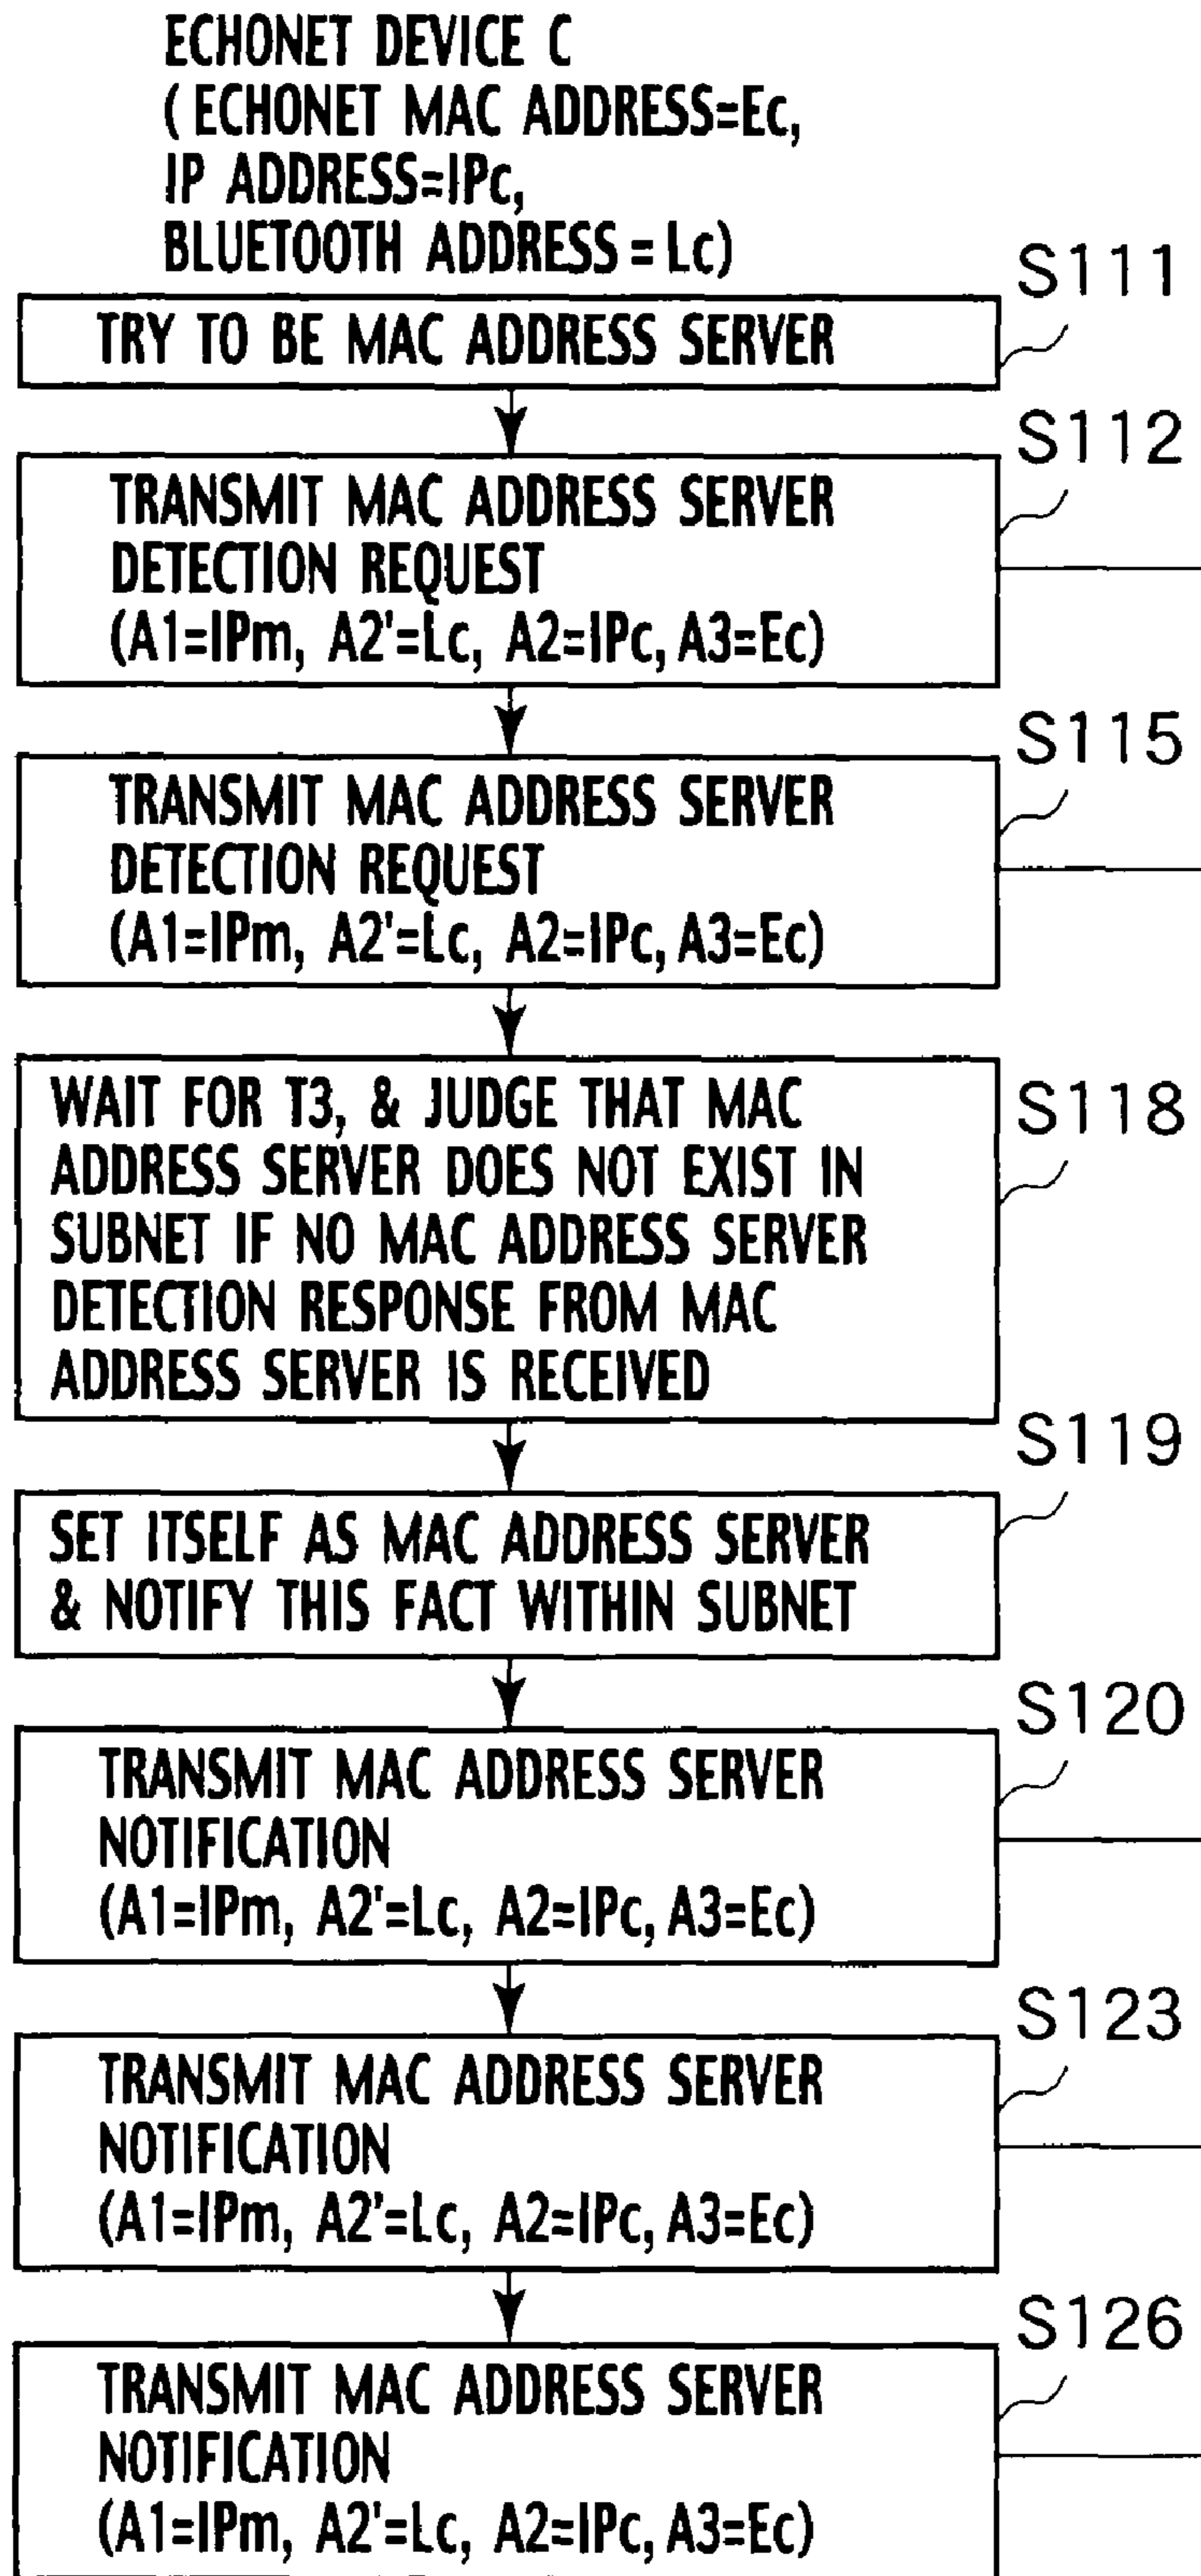 ECHONET DEVICE C
(ECHONET MAC ADDRESS=Ec,
IP ADDRESS=IPc,
BLUETOOTH ADDRESS=Lc)
S111
TRY TO BE MAC ADDRESS SERVER
S112
TRANSMIT MAC ADDRESS SERVER
DETECTION REQUEST
(A1=IPm, A2'=Lc, A2=IPc, A3=Ec)
S115
TRANSMIT MAC ADDRESS SERVER
DETECTION REQUEST
(A1=IPm, A2'=Lc, A2=IPc, A3=Ec)
S118
WAIT FOR T3, & JUDGE THAT MAC
ADDRESS SERVER DOES NOT EXIST IN
SUBNET IF NO MAC ADDRESS SERVER
DETECTION RESPONSE FROM MAC
ADDRESS SERVER IS RECEIVED
S119
SET ITSELF AS MAC ADDRESS SERVER
& NOTIFY THIS FACT WITHIN SUBNET
S120
TRANSMIT MAC ADDRESS SERVER
NOTIFICATION
(A1=IPm, A2'=Lc, A2=IPc, A3=Ec)
S123
TRANSMIT MAC ADDRESS SERVER
NOTIFICATION
(A1=IPm, A2'=Lc, A2=IPc, A3=Ec)
S126
TRANSMIT MAC ADDRESS SERVER
NOTIFICATION
(A1=IPm, A2'=Lc, A2=IPc, A3=Ec)